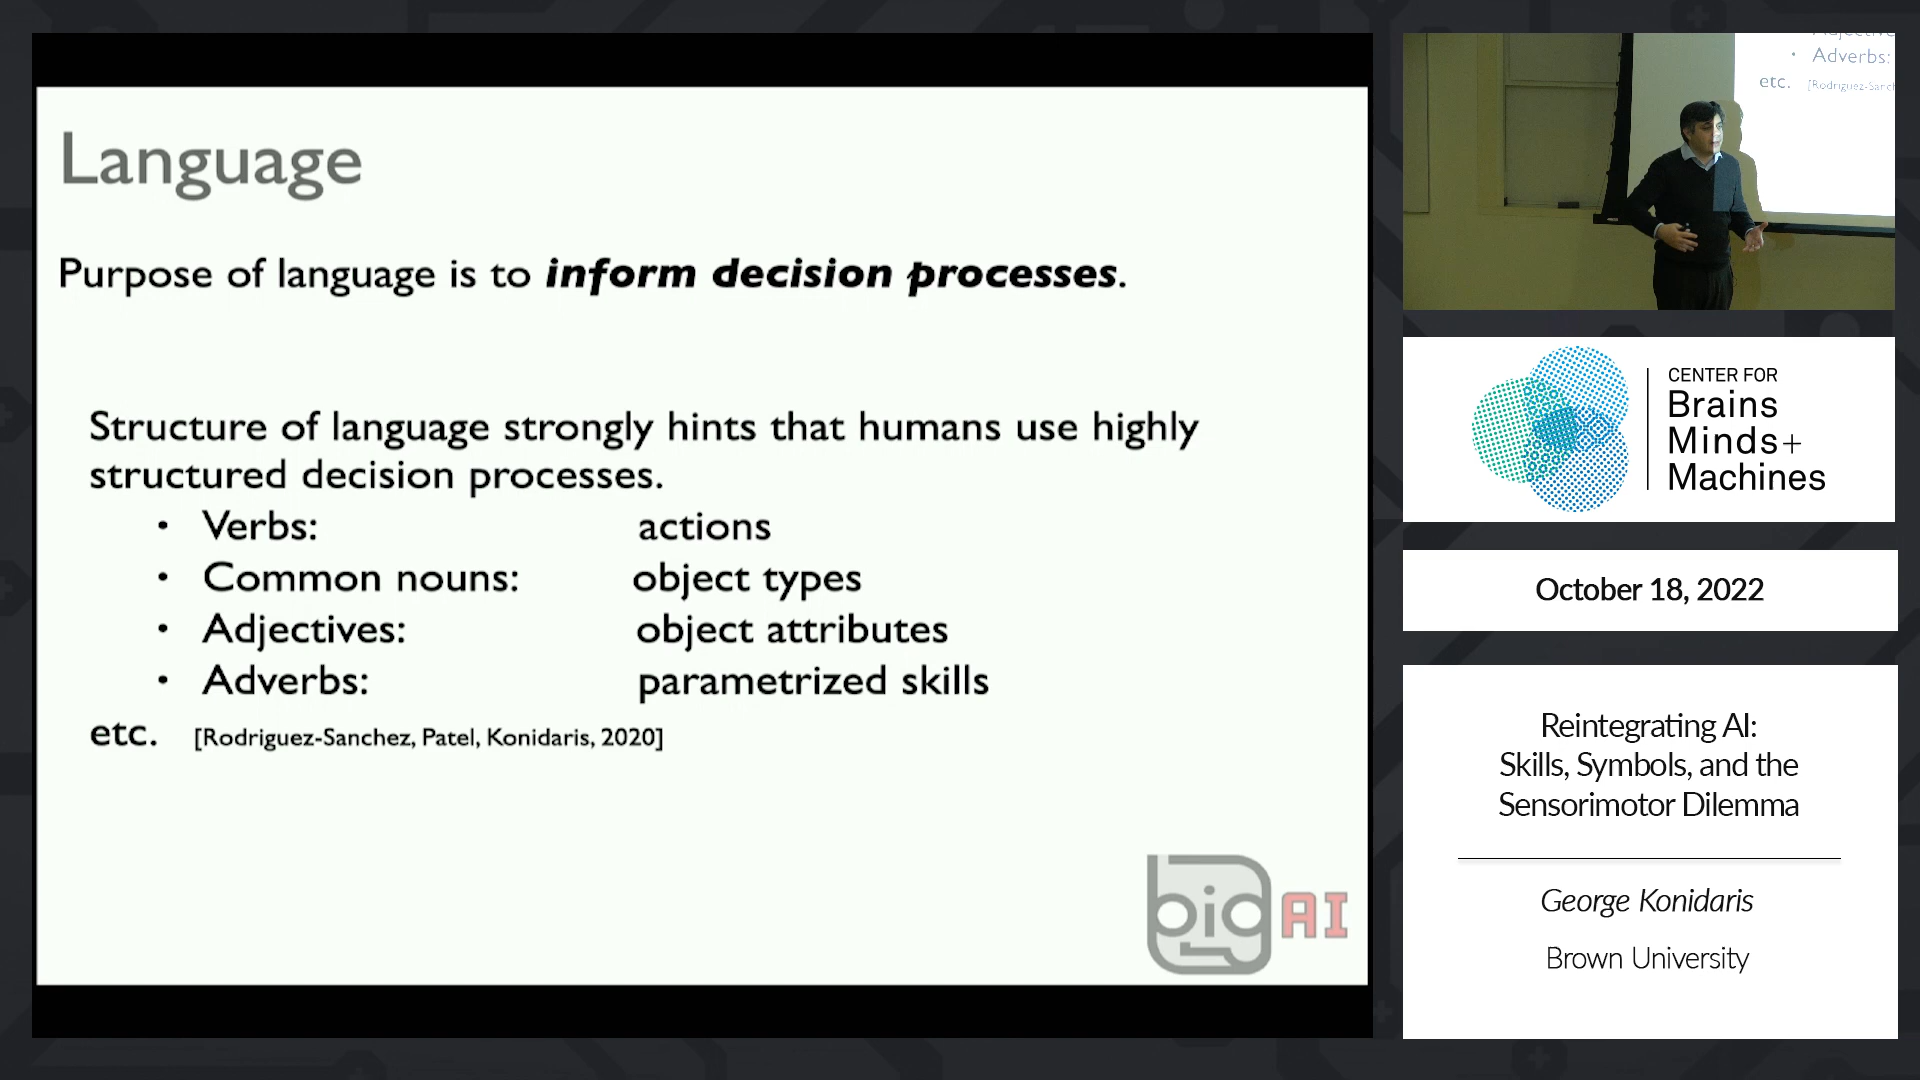 Language
Purpose of language is to inform decision processes.
Structure of language strongly hints that humans use highly
structured decision processes.
• Verbs: actions
• Common nouns: object types
• Adjectives: object attributes
• Adverbs: parametrized skills
etc. [Rodriguez-Sanchez, Patel, Konidaris, 2020]
big AI
• Adverbs:
etc.
CENTER FOR
Brains
Minds+
Machines
October 18, 2022
Reintegrating AI:
Skills, Symbols, and the
Sensorimotor Dilemma
George Konidaris
Brown University